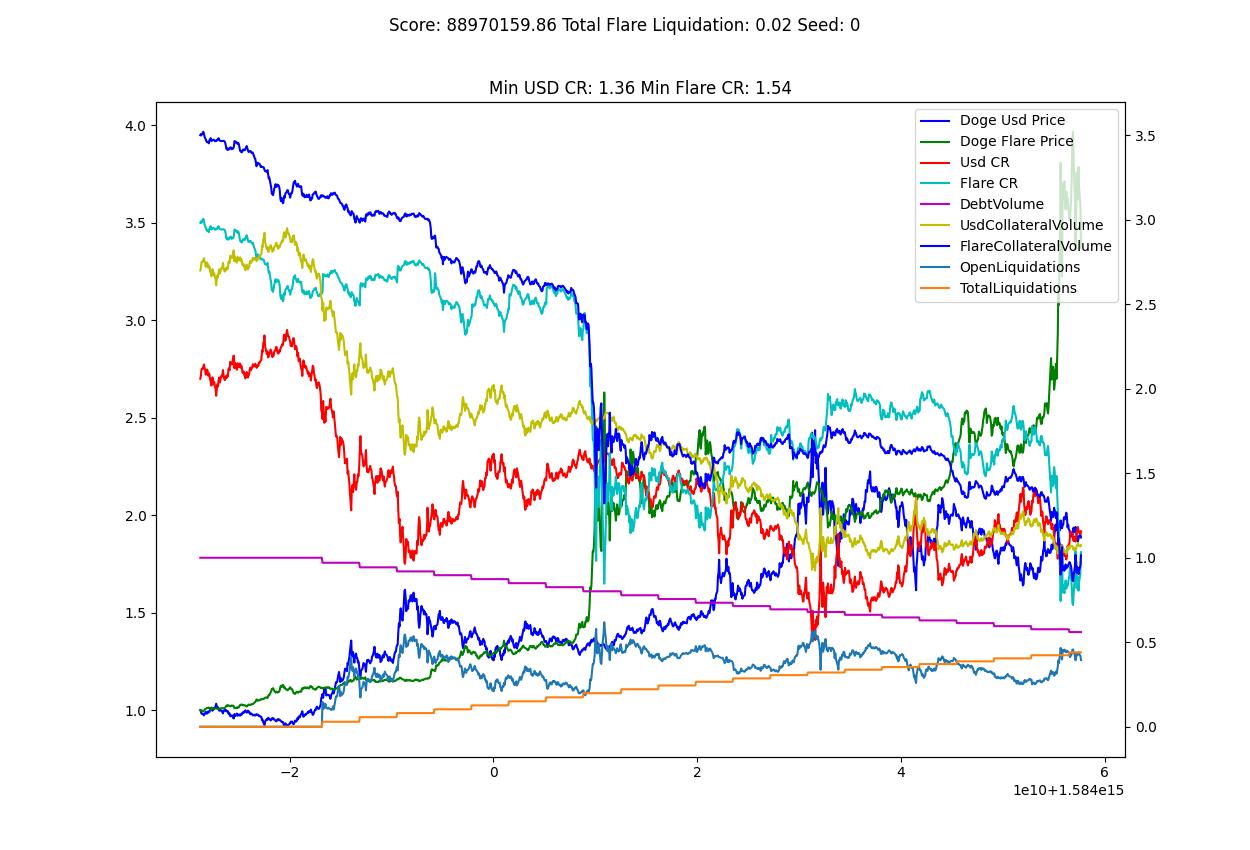 Score: 88970159.86 Total Flare Liquidation: 0.02 Seed: 0
Min USD CR: 1.36 Min Flare CR: 1.54
4.0
3.5
3.0
2.5
2.0
1.5
1.0
Doge Usd Price
Doge Flare Price
Usd CR
Flare CR
DebtVolume
UsdCollateralVolume
FlareCollateralVolume
OpenLiquidations
TotalLiquidations
3.5
3.0
2.5
2.0
1.5
1.0
0.5
0.0
−2
0
2
4
6
1e10+1.584e15